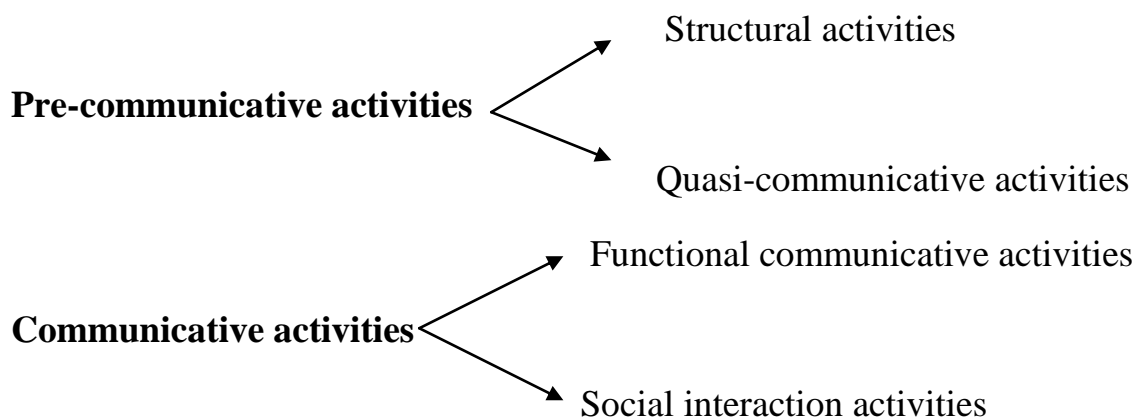 Structural activities
Pre-communicative activities
Quasi-communicative activities
Functional communicative activities
Communicative activities
Social interaction activities